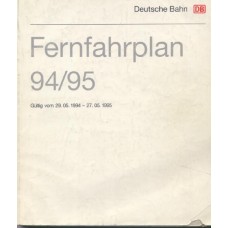 Deutsche Bahn DB
Fernfahrplan
94/95
Gültig vom 29. 05. 1994 – 27. 05. 1995